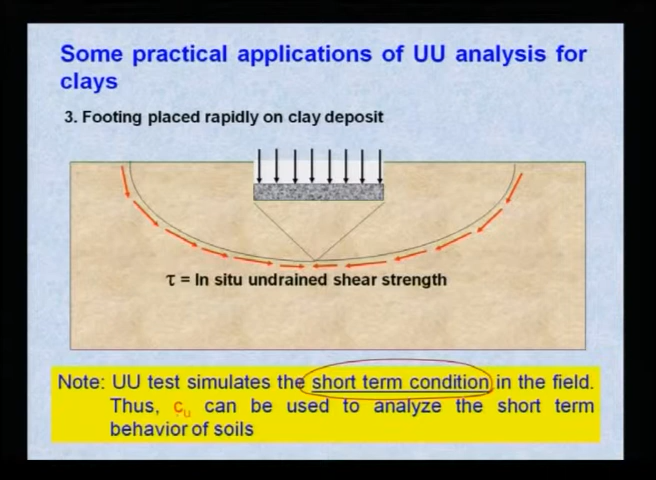 Some practical applications of UU analysis for
clays
3. Footing placed rapidly on clay deposit
τ = In situ undrained shear strength
Note: UU test simulates the short term condition in the field.
Thus, cu can be used to analyze the short term
behavior of soils